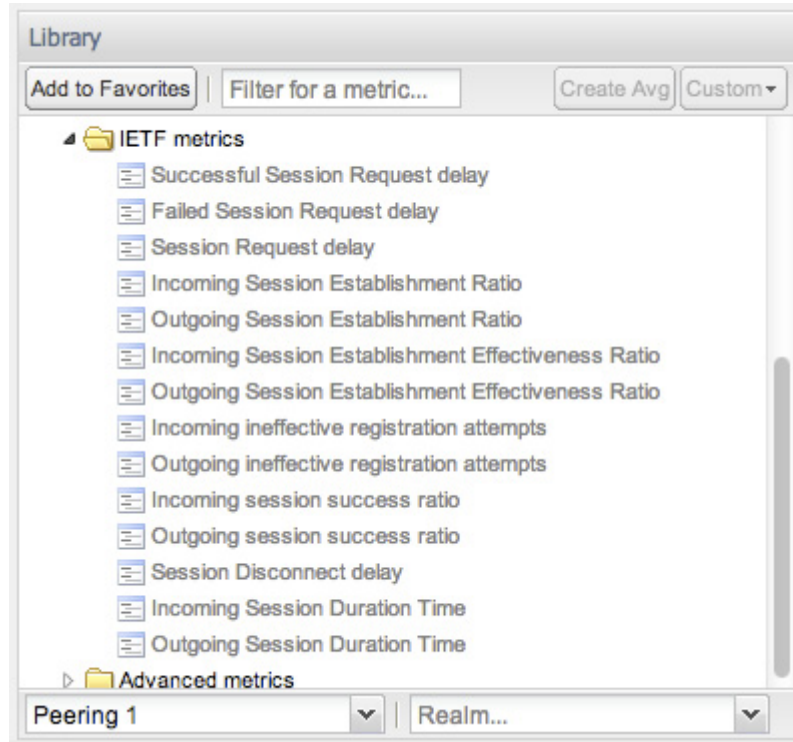 Library
Add to Favorites | Filter for a metric... Create Avg Custom
IETF metrics
Successful Session Request delay
Failed Session Request delay
Session Request delay
Incoming Session Establishment Ratio
Outgoing Session Establishment Ratio
Incoming Session Establishment Effectiveness Ratio
Outgoing Session Establishment Effectiveness Ratio
Incoming ineffective registration attempts
Outgoing ineffective registration attempts
Incoming session success ratio
Outgoing session success ratio
Session Disconnect delay
Incoming Session Duration Time
Outgoing Session Duration Time
Advanced metrics
Peering 1 | Realm...